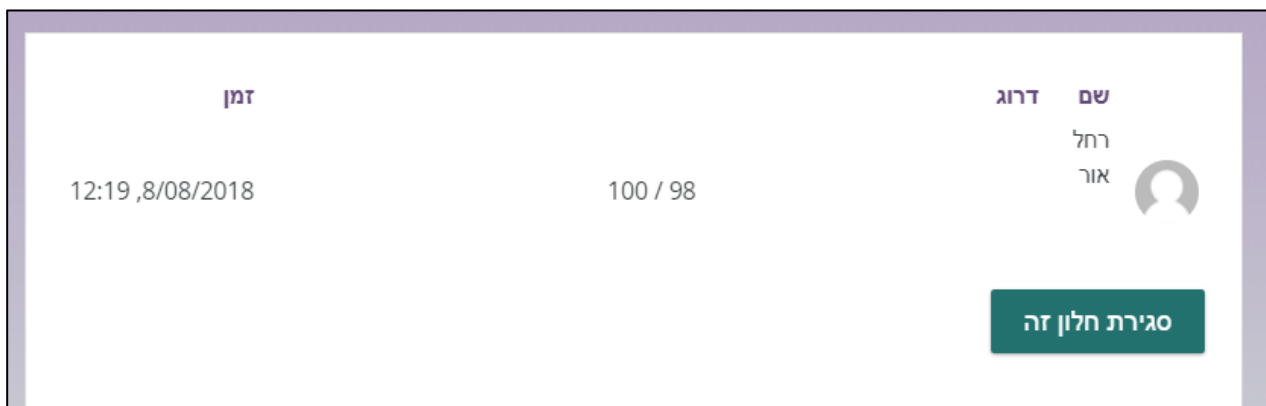 שם דרוג זמן
רחל
אור
98 / 100 8/08/2018, 12:19
סגירת חלון זה